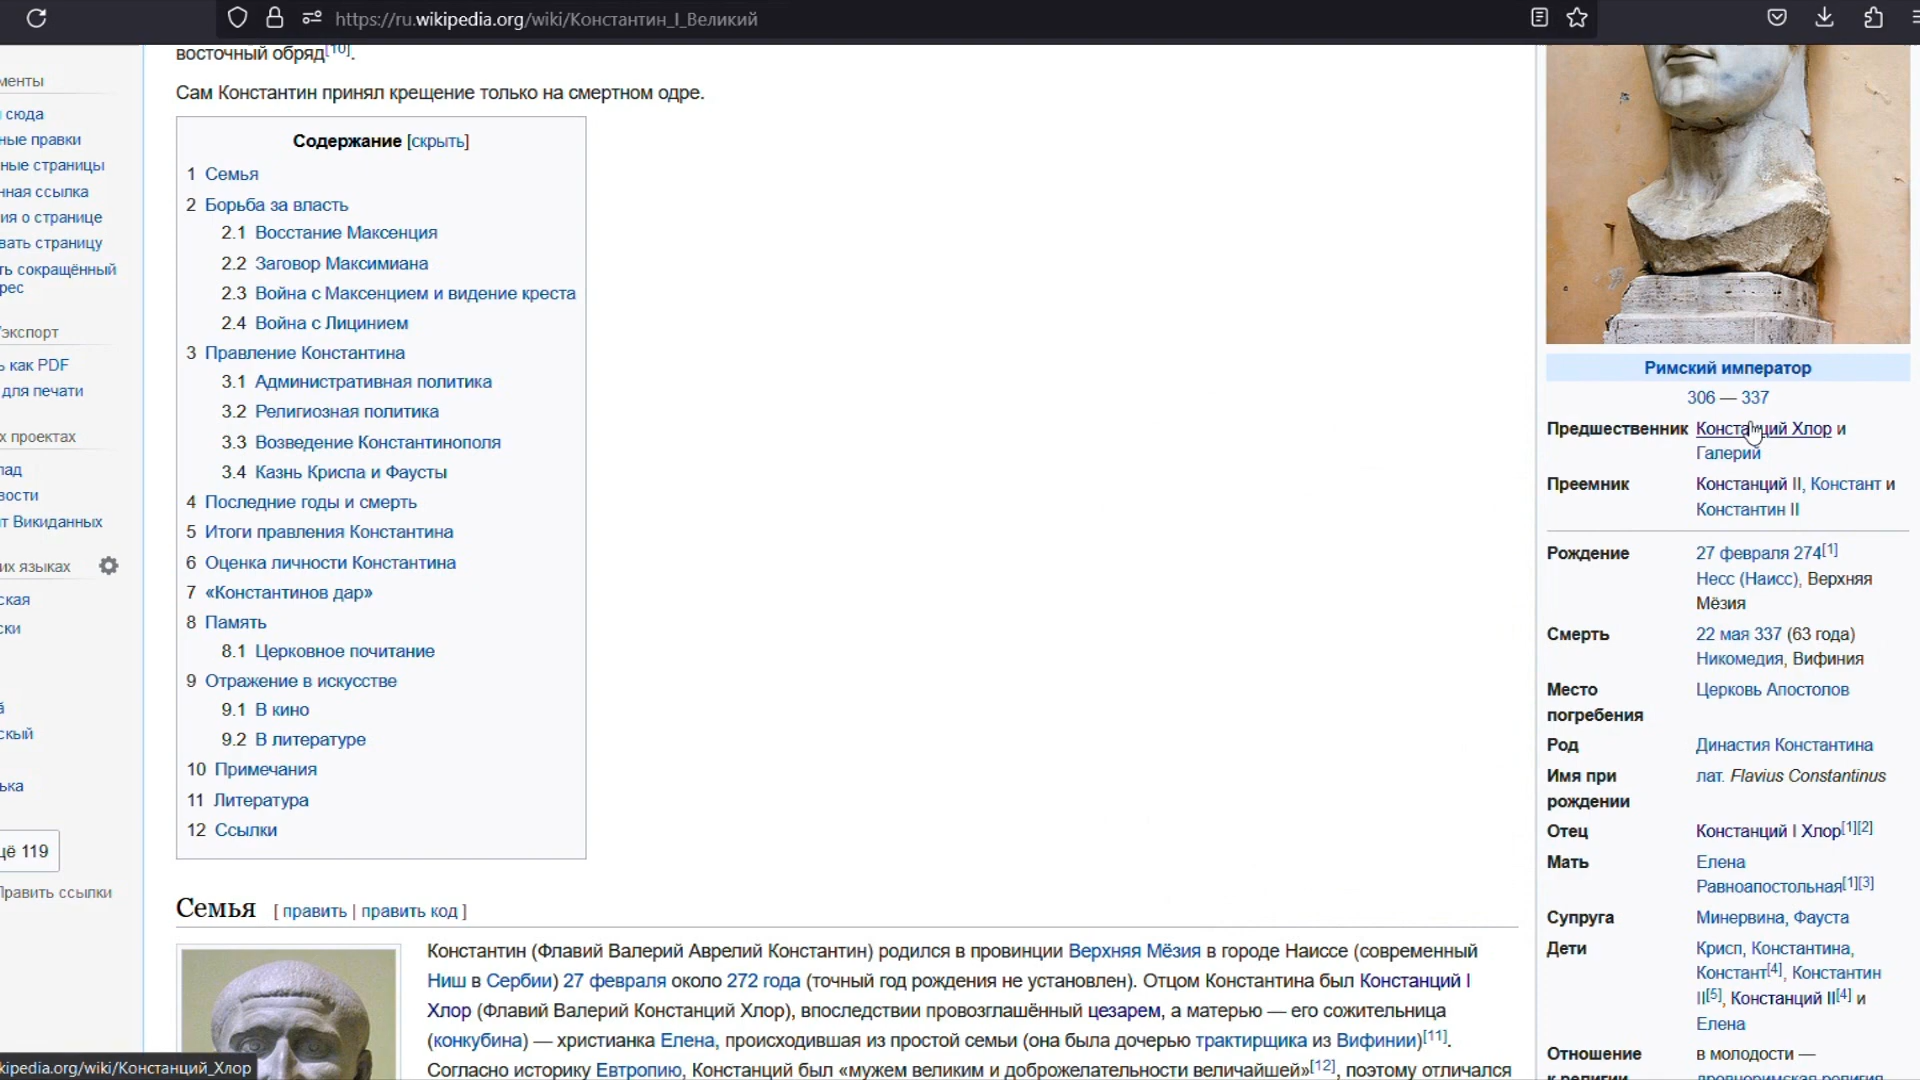 https://ru.wikipedia.org/wiki/Константин_I_Великий
восточный обряд[10].
Сам Константин принял крещение только на смертном одре.
Содержание [скрыть]
1 Семья
2 Борьба за власть
2.1 Восстание Максенция
2.2 Заговор Максимиана
2.3 Война с Максенцием и видение креста
2.4 Война с Лицинием
3 Правление Константина
3.1 Административная политика
3.2 Религиозная политика
3.3 Возведение Константинополя
3.4 Казнь Криспа и Фаусты
4 Последние годы и смерть
5 Итоги правления Константина
6 Оценка личности Константина
7 «Константинов дар»
8 Память
8.1 Церковное почитание
9 Отражение в искусстве
9.1 В кино
9.2 В литературе
10 Примечания
11 Литература
12 Ссылки
Семья [ править | править код ]
Константин (Флавий Валерий Аврелий Константин) родился в провинции Верхняя Мёзия в городе Наиссе (современный
Ниш в Сербии) 27 февраля около 272 года (точный год рождения не установлен). Отцом Константина был Констанций I
Хлор (Флавий Валерий Констанций Хлор), впоследствии провозглашённый цезарем, а матерью — его сожительница
(конкубина) — христианка Елена, происходившая из простой семьи (она была дочерью трактирщика из Вифинии)[11].
Согласно историку Евтропию, Констанций был «мужем великим и доброжелательности величайшей»[12], поэтому отличался
менты
сюда
ные правки
ные страницы
нная ссылка
ия о странице
вать страницу
ть сокращённый
рес
/экспорт
ь как PDF
для печати
х проектах
лад
вости
т Викиданных
их языках
ская
ски
й
ский
ька
щё 119
Править ссылки
Римский император
306 — 337
Предшественник Констанций Хлор и
Галерий
Преемник Констанций II, Констант и
Константин II
Рождение 27 февраля 274[1]
Несс (Наисс), Верхняя
Мёзия
Смерть 22 мая 337 (63 года)
Никомедия, Вифиния
Место Церковь Апостолов
погребения
Род Династия Константина
Имя при лат. Flavius Constantinus
рождении
Отец Констанций I Хлор[1][2]
Мать Елена
Равноапостольная[1][3]
Супруга Минервина, Фауста
Дети Крисп, Константина,
Констант[4], Константин
II[5], Констанций II[4] и
Елена
Отношение в молодости —
к религии древнеримская религия
kipedia.org/wiki/Констанций_Хлор